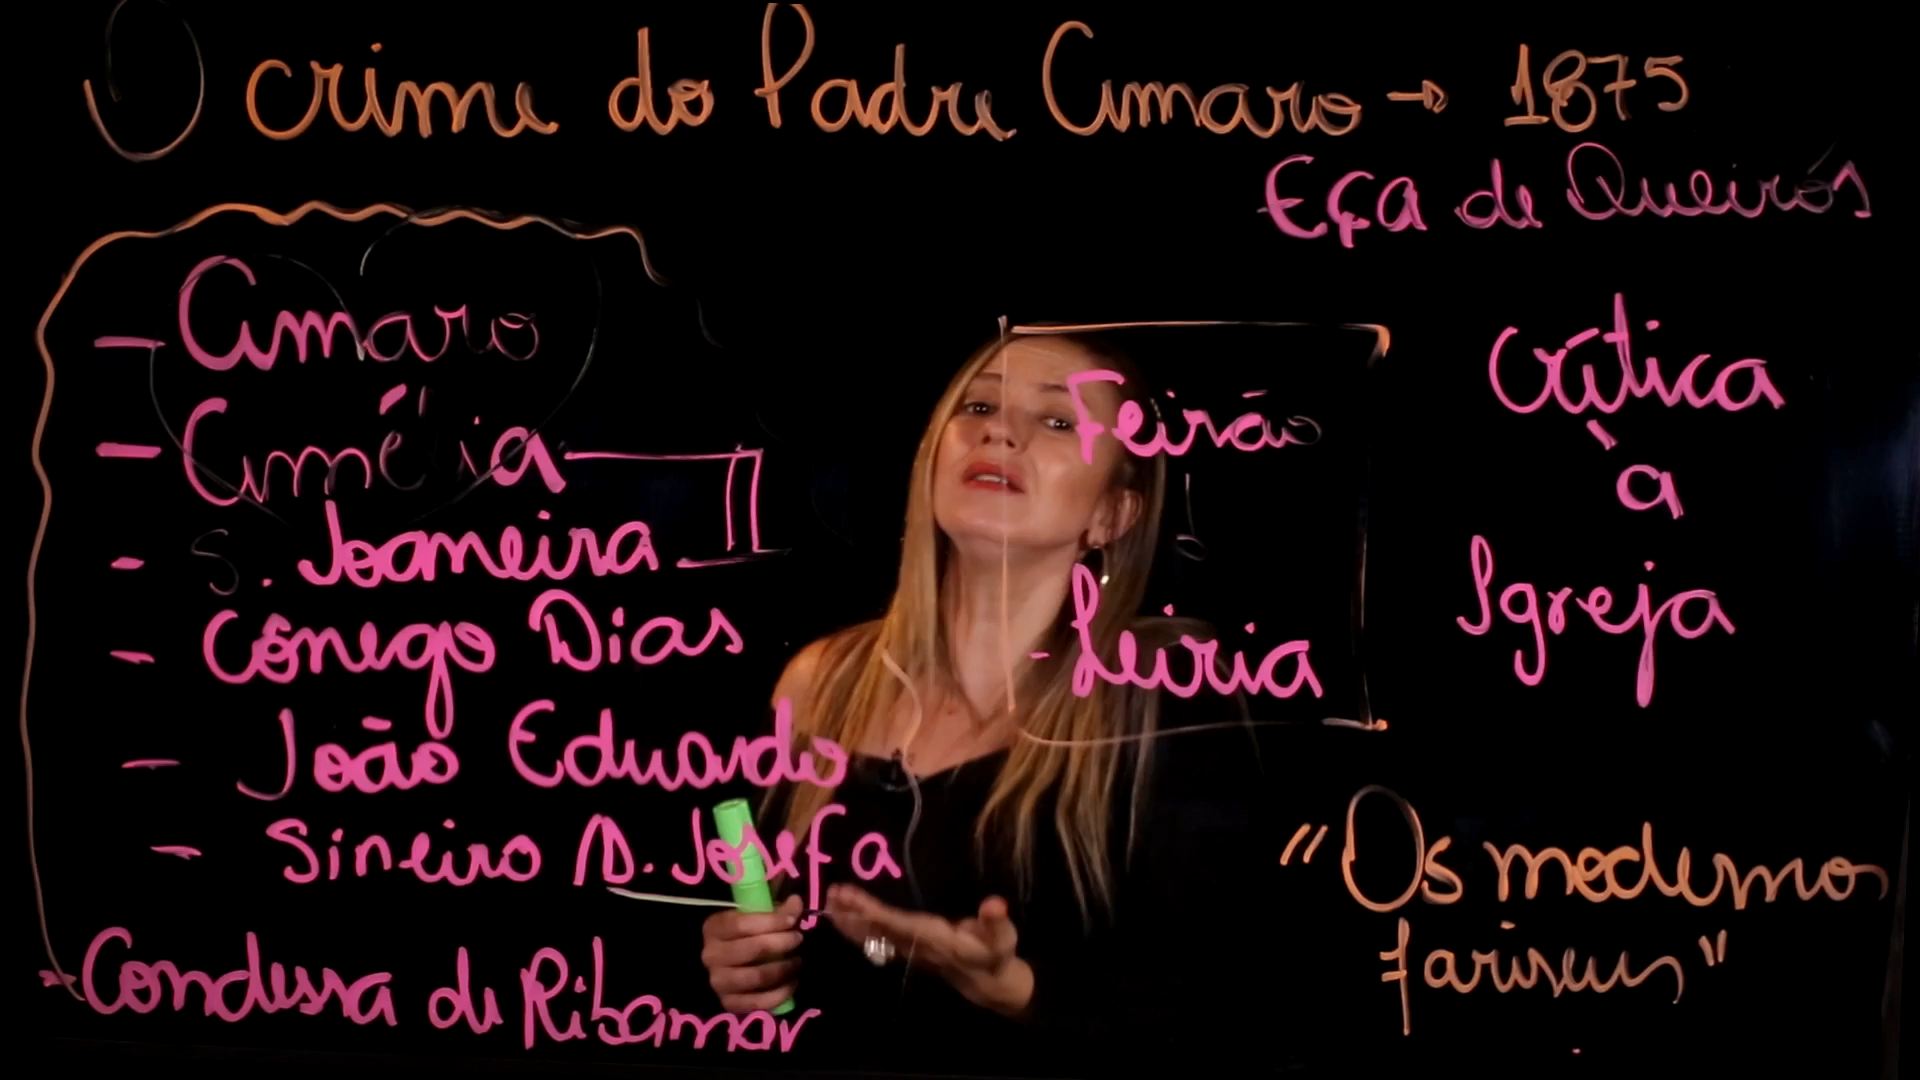 O crime do Padre Amaro → 1875
Eça de Queirós
- Amaro
- Amélia
- S. Joaneira
- Cônego Dias
- João Eduardo
- Sineiro D. Josefa
- Condessa de Ribamar
Feirão
- Leiria
Crítica
à
Igreja
"Os modernos
fariseus"